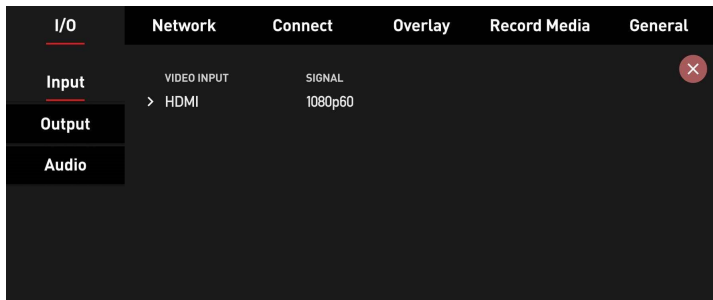 I/O Network Connect Overlay Record Media General
Input
VIDEO INPUT SIGNAL
> HDMI 1080p60
Output
Audio